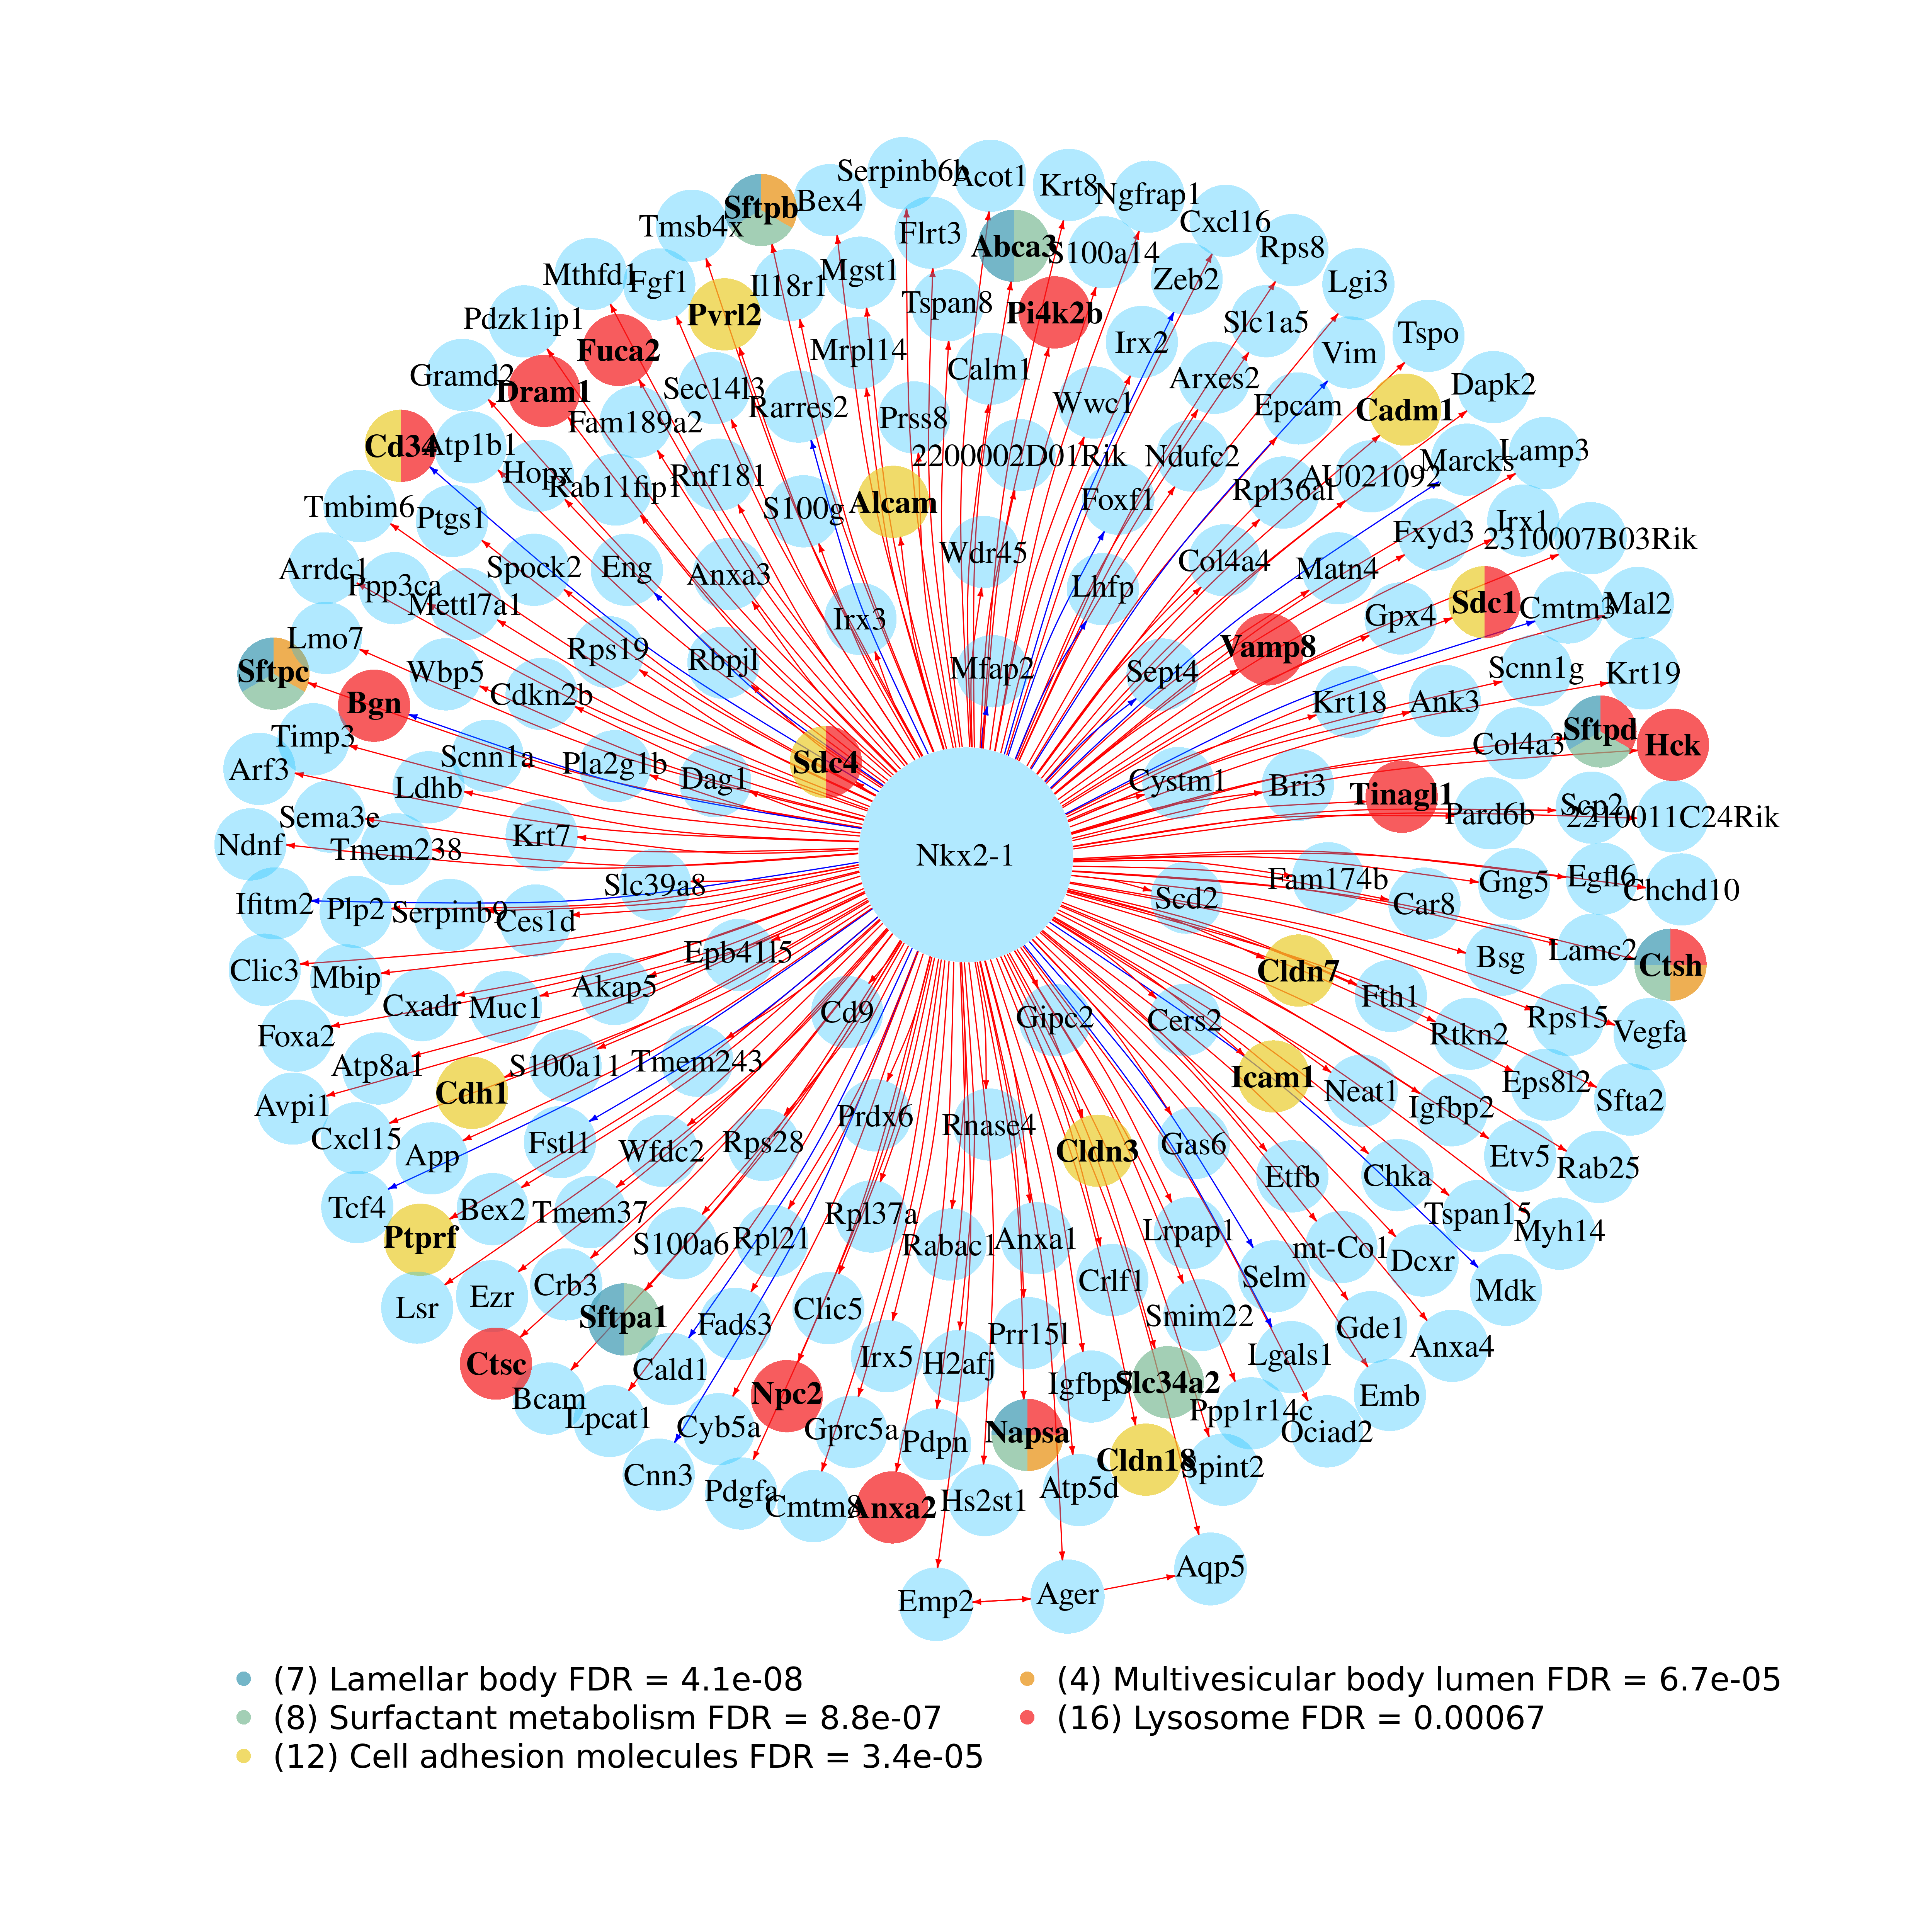 Serpinb6b
Acot1
Krt8
Ngfrap1
Sftpb
Bex4
Cxcl16
Tmsb4x
Flrt3
Abca3
S100a14
Rps8
Mthfd1
Fgf1
Il18r1
Mgst1
Zeb2
Lgi3
Pdzk1ip1
Pvrl2
Tspan8
Pi4k2b
Slc1a5
Tspo
Fuca2
Mrpl14
Irx2
Vim
Gramd2
Dram1
Sec14l3
Calm1
Arxes2
Dapk2
Fam189a2
Rarres2
Prss8
Wwc1
Epcam
Cadm1
Cd34
Atp1b1
Hopx
Rab11fip1
Rnf181
2200002D01Rik
Ndufc2
Rpl36al
AU021092
Marcks
Lamp3
Tmbim6
Ptgs1
S100g
Alcam
Foxf1
Fxyd3
Irx1
2310007B03Rik
Arrdc1
Ppp3ca
Mettl7a1
Spock2
Eng
Anxa3
Wdr45
Lhfp
Col4a4
Matn4
Lmo7
Irx3
Gpx4
Sdc1
Cmtm3
Mal2
Sftpc
Wbp5
Rps19
Rbpjl
Mfap2
Sept4
Vamp8
Scnn1g
Krt19
Bgn
Cdkn2b
Krt18
Ank3
Timp3
Scnn1a
Pla2g1b
Dag1
Sdc4
Cystm1
Bri3
Col4a3
Sftpd
Hck
Arf3
Ldhb
Tinagl1
Pard6b
Scp2
2210011C24Rik
Sema3e
Ndnf
Tmem238
Krt7
Nkx2-1
Slc39a8
Scd2
Fam174b
Car8
Gng5
Egfl6
Chchd10
Ifitm2
Plp2
Serpinb9
Ces1d
Clic3
Mbip
Epb41l5
Cldn7
Bsg
Lamc2
Ctsh
Foxa2
Cxadr
Muc1
Akap5
Cd9
Gipc2
Cers2
Fth1
Rtkn2
Rps15
Vegfa
Atp8a1
S100a11
Tmem243
Icam1
Neat1
Eps8l2
Sfta2
Avpi1
Cdh1
Igfbp2
Cxcl15
App
Fstl1
Wfdc2
Rps28
Prdx6
Rnase4
Cldn3
Gas6
Etfb
Chka
Etv5
Rab25
Tcf4
Ptprf
Bex2
Tmem37
S100a6
Rpl21
Rpl37a
Rabac1
Anxa1
Lrpap1
mt-Co1
Dcxr
Tspan15
Myh14
Lsr
Ezr
Crb3
Sftpa1
Fads3
Clic5
Crlf1
Selm
Mdk
Ctsc
Cald1
Irx5
H2afj
Prr15l
Smim22
Lgals1
Gde1
Anxa4
Bcam
Lpcat1
Npc2
Igfbp7
Slc34a2
Emb
Cyb5a
Gprc5a
Pdpn
Napsa
Ppp1r14c
Ociad2
Cnn3
Pdgfa
Cmtm8
Anxa2
Hs2st1
Atp5d
Cldn18
Spint2
Emp2
Ager
Aqp5
(7) Lamellar body FDR = 4.1e-08
(8) Surfactant metabolism FDR = 8.8e-07
(12) Cell adhesion molecules FDR = 3.4e-05
(4) Multivesicular body lumen FDR = 6.7e-05
(16) Lysosome FDR = 0.00067